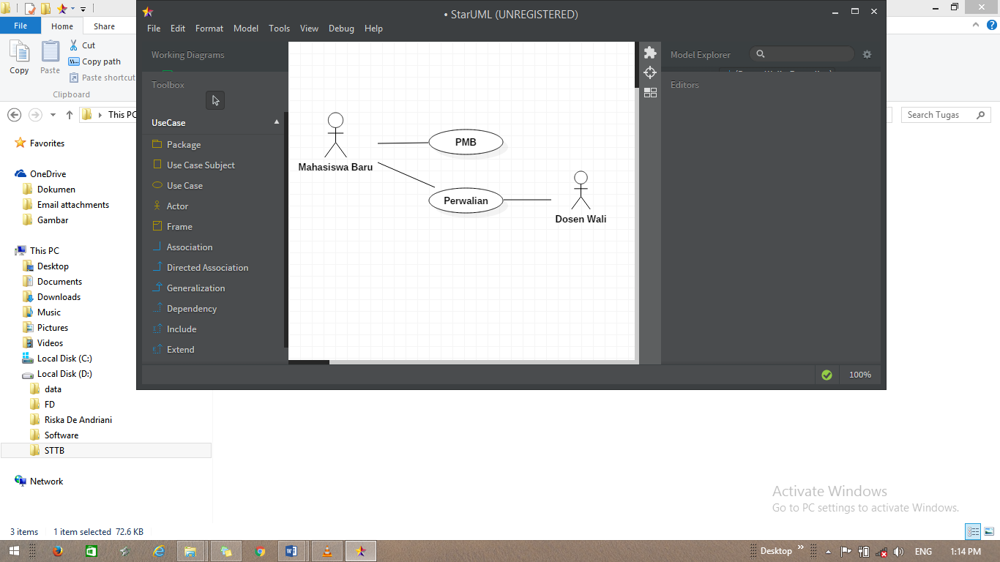 • StarUML (UNREGISTERED)
File
Home
Share
File Edit Format Model Tools View Debug Help
Copy
Paste
Cut
Copy path
Paste shortcut
Clipboard
This PC
Search Tugas
Favorites
OneDrive
Dokumen
Email attachments
Gambar
This PC
Desktop
Documents
Downloads
Music
Pictures
Videos
Local Disk (C:)
Local Disk (D:)
data
FD
Riska De Andriani
Software
STTB
Network
Working Diagrams
Toolbox
UseCase
Package
Use Case Subject
Use Case
Actor
Frame
Association
Directed Association
Generalization
Dependency
Include
Extend
Mahasiswa Baru
PMB
Perwalian
Dosen Wali
Model Explorer
Editors
100%
Activate Windows
Go to PC settings to activate Windows.
3 items 1 item selected 72.6 KB
Desktop
ENG
1:14 PM